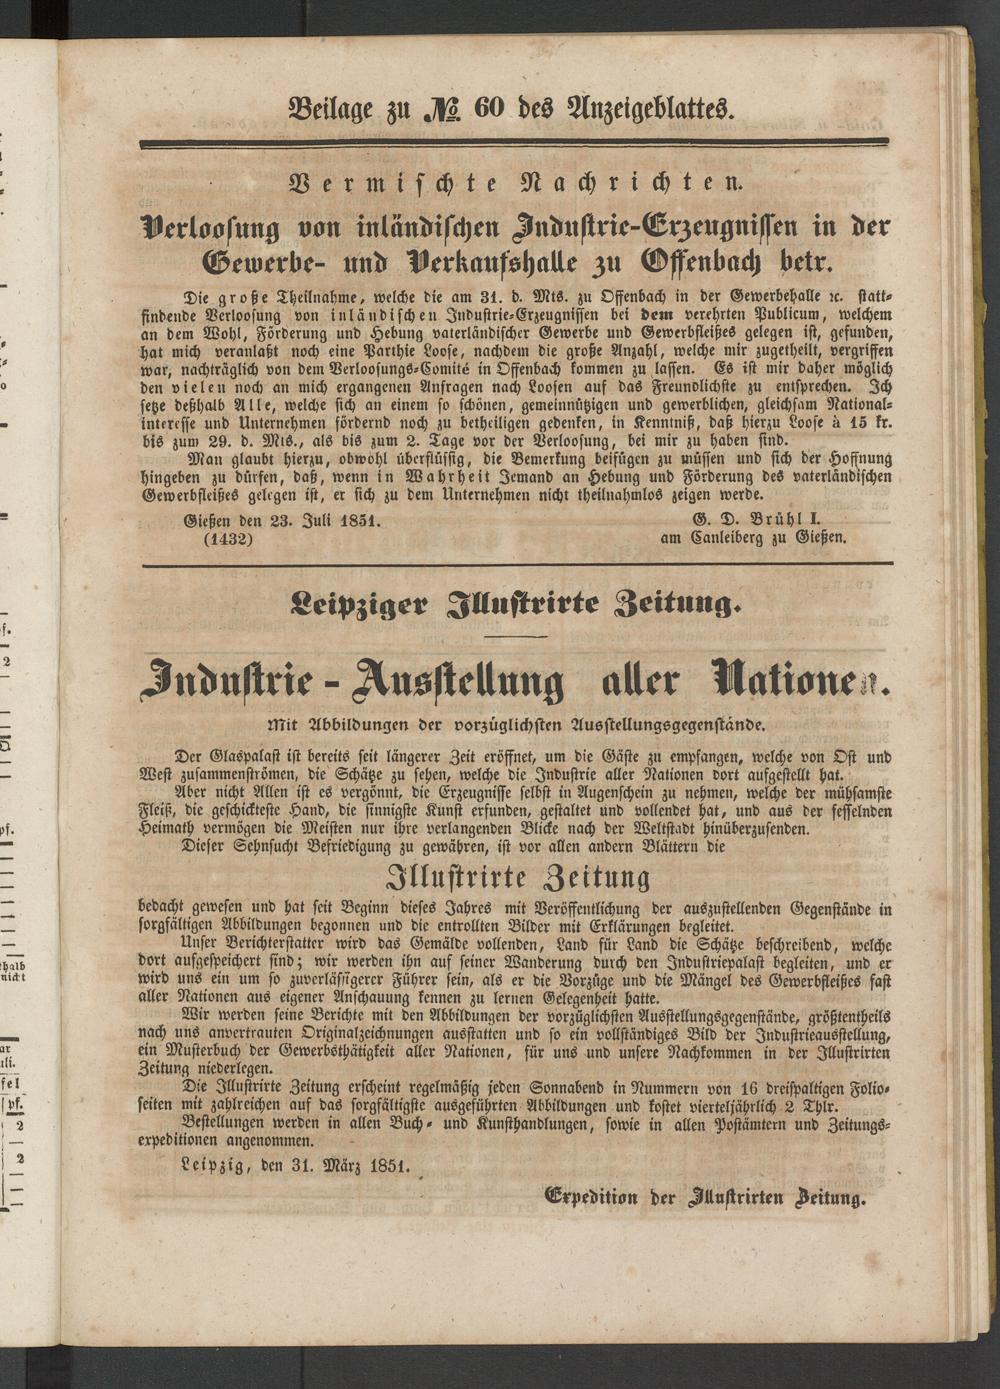 Beilage zu № 60 des Anzeigeblattes.
Vermischte Nachrichten.
Verloosung von inländischen Industrie-Erzeugnissen in der
Gewerbe- und Verkaufshalle zu Offenbach betr.
Die große Theilnahme, welche die am 31. d. Mts. zu Offenbach in der Gewerbehalle ꝛc. statt-
findende Verloosung von inländischen Industrie-Erzeugnissen bei dem verehrten Publicum, welchem
an dem Wohl, Förderung und Hebung vaterländischer Gewerbe und Gewerbfleißes gelegen ist, gefunden,
hat mich veranlaßt noch eine Parthie Loose, nachdem die große Anzahl, welche mir zugetheilt, vergriffen
war, nachträglich von dem Verloosungs-Comité in Offenbach kommen zu lassen. Es ist mir daher möglich
den vielen noch an mich ergangenen Anfragen nach Loosen auf das Freundlichste zu entsprechen. Ich
setze deßhalb Alle, welche sich an einem so schönen, gemeinnützigen und gewerblichen, gleichsam National-
interesse und Unternehmen fördernd noch zu betheiligen gedenken, in Kenntniß, daß hierzu Loose à 15 kr.
bis zum 29. d. Mts., als bis zum 2. Tage vor der Verloosung, bei mir zu haben sind.
Man glaubt hierzu, obwohl überflüssig, die Bemerkung beifügen zu müssen und sich der Hoffnung
hingeben zu dürfen, daß, wenn in Wahrheit Jemand an Hebung und Förderung des vaterländischen
Gewerbfleißes gelegen ist, er sich zu dem Unternehmen nicht theilnahmlos zeigen werde.
Gießen den 23. Juli 1851. G. D. Brühl I.
(1432) am Canleiberg zu Gießen.
Leipziger Illustrirte Zeitung.
Industrie-Ausstellung aller Nationen.
Mit Abbildungen der vorzüglichsten Ausstellungsgegenstände.
Der Glaspalast ist bereits seit längerer Zeit eröffnet, um die Gäste zu empfangen, welche von Ost und
West zusammenströmen, die Schätze zu sehen, welche die Industrie aller Nationen dort aufgestellt hat.
Aber nicht Allen ist es vergönnt, die Erzeugnisse selbst in Augenschein zu nehmen, welche der mühsamste
Fleiß, die geschickteste Hand, die sinnigste Kunst erfunden, gestaltet und vollendet hat, und aus der fesselnden
Heimath vermögen die Meisten nur ihre verlangenden Blicke nach der Weltstadt hinüberzusenden.
Dieser Sehnsucht Befriedigung zu gewähren, ist vor allen andern Blättern die
Illustrirte Zeitung
bedacht gewesen und hat seit Beginn dieses Jahres mit Veröffentlichung der auszustellenden Gegenstände in
sorgfältigen Abbildungen begonnen und die entrollten Bilder mit Erklärungen begleitet.
Unser Berichterstatter wird das Gemälde vollenden, Land für Land die Schätze beschreibend, welche
dort aufgespeichert sind; wir werden ihn auf seiner Wanderung durch den Industriepalast begleiten, und er
wird uns ein um so zuverlässigerer Führer sein, als er die Vorzüge und die Mängel des Gewerbfleißes fast
aller Nationen aus eigener Anschauung kennen zu lernen Gelegenheit hatte.
Wir werden seine Berichte mit den Abbildungen der vorzüglichsten Ausstellungsgegenstände, größtentheils
nach uns anvertrauten Originalzeichnungen ausstatten und so ein vollständiges Bild der Industrieausstellung,
ein Musterbuch der Gewerbsthätigkeit aller Nationen, für uns und unsere Nachkommen in der Illustrirten
Zeitung niederlegen.
Die Illustrirte Zeitung erscheint regelmäßig jeden Sonnabend in Nummern von 16 dreispaltigen Folio-
seiten mit zahlreichen auf das sorgfältigste ausgeführten Abbildungen und kostet vierteljährlich 2 Thlr.
Bestellungen werden in allen Buch- und Kunsthandlungen, sowie in allen Postämtern und Zeitungs-
expeditionen angenommen.
Leipzig, den 31. März 1851.
Expedition der Illustrirten Zeitung.